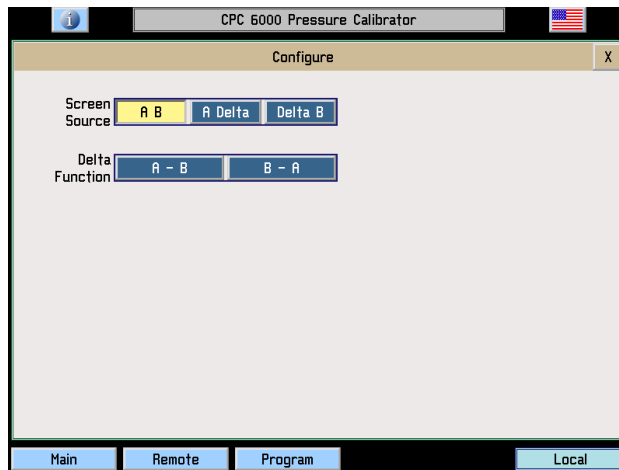 i
CPC 6000 Pressure Calibrator
Configure
X
Screen Source
A B
A Delta
Delta B
Delta Function
A - B
B - A
Main
Remote
Program
Local